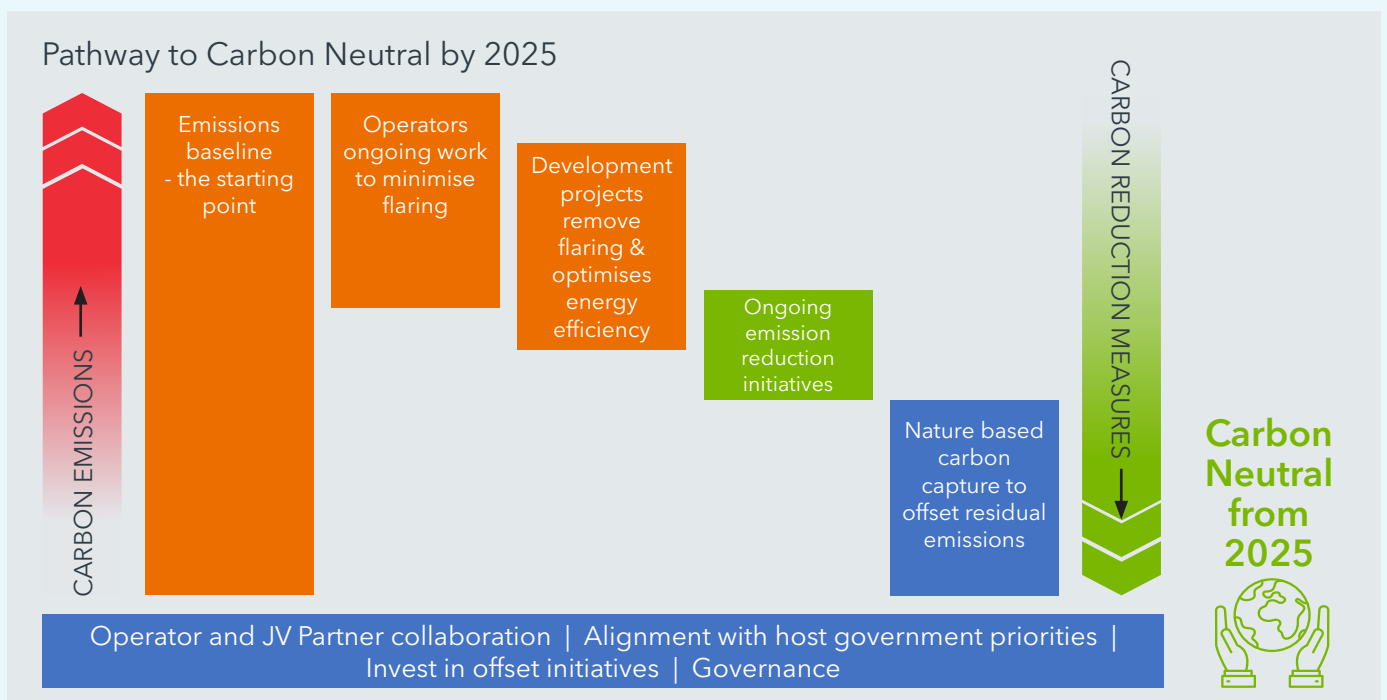 Pathway to Carbon Neutral by 2025
CARBON EMISSIONS
Emissions
baseline
- the starting
point
Operators
ongoing work
to minimise
flaring
Development
projects
remove
flaring &
optimises
energy
efficiency
Ongoing
emission
reduction
initiatives
Nature based
carbon
capture to
offset residual
emissions
CARBON REDUCTION MEASURES
Carbon
Neutral
from
2025
Operator and JV Partner collaboration | Alignment with host government priorities |
Invest in offset initiatives | Governance